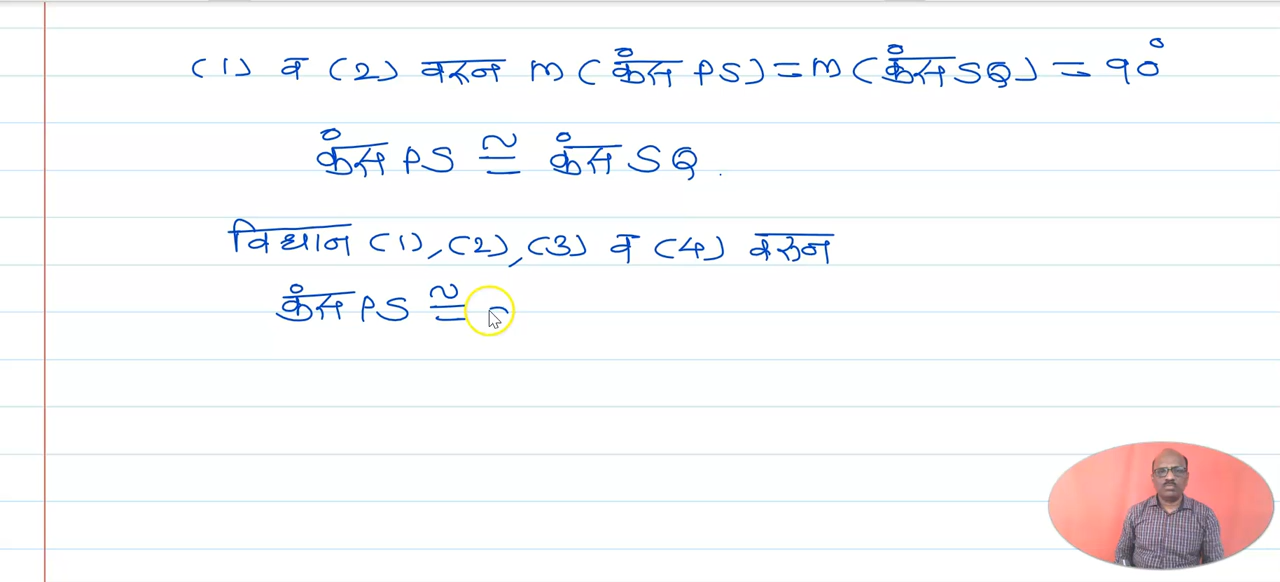 (1) व (2) वरून m(कंस PS) = m(कंस SQ) = 90°
कंस PS ≅ कंस SQ.
विधान (1), (2), (3) व (4) वरून
कंस PS ≅